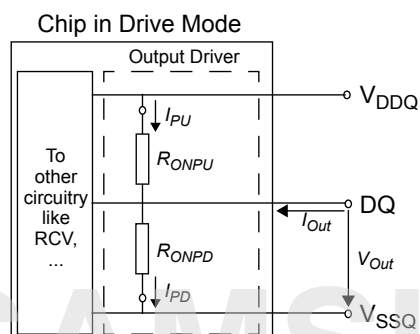 Chip in Drive Mode
Output Driver
To
other
circuitry
like
RCV,
...
VDDQ
IPU
RONPU
DQ
IOut
RONPD
VOut
IPD
VSSQ